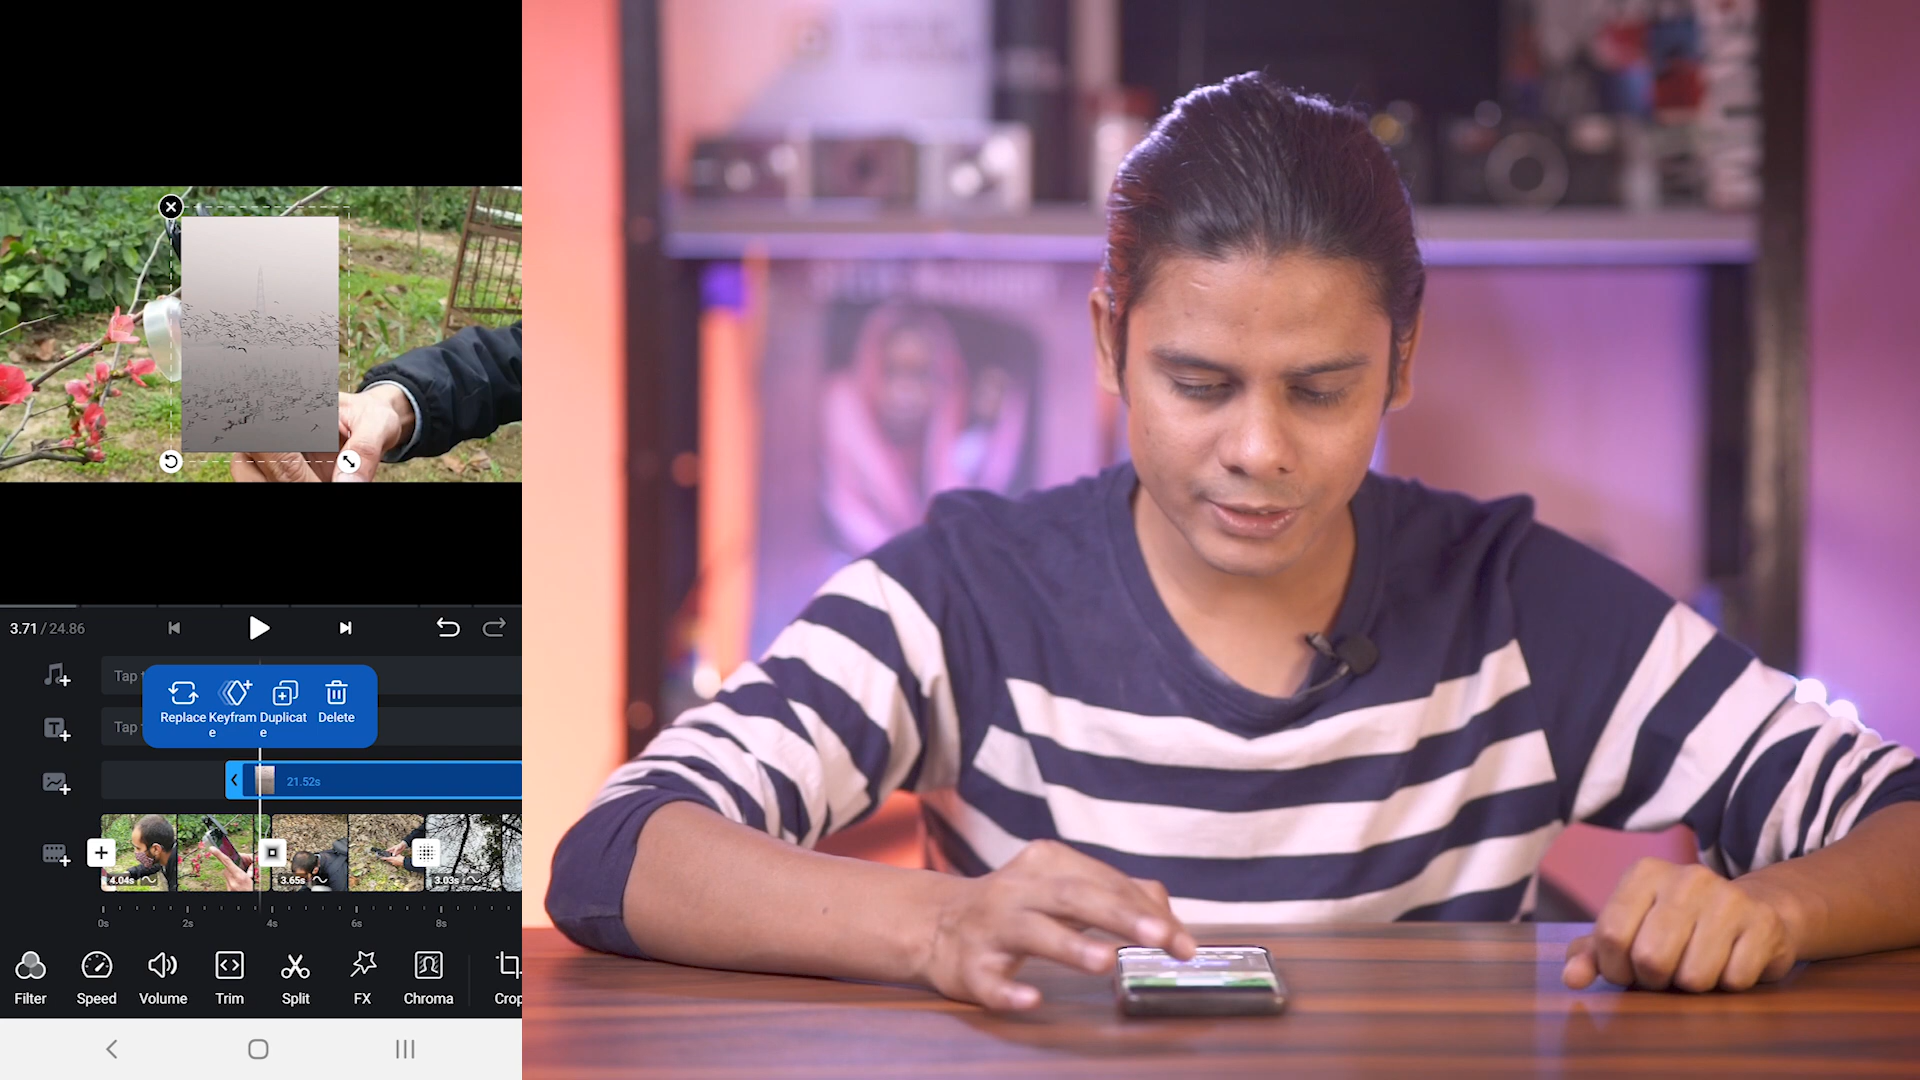 3.71 / 24.86
Tap
Replace Keyfram Duplicat Delete
e e
Tap
21.52s
4.04s 3.65s 3.03s
0s 2s 4s 6s 8s
Filter Speed Volume Trim Split FX Chroma Crop